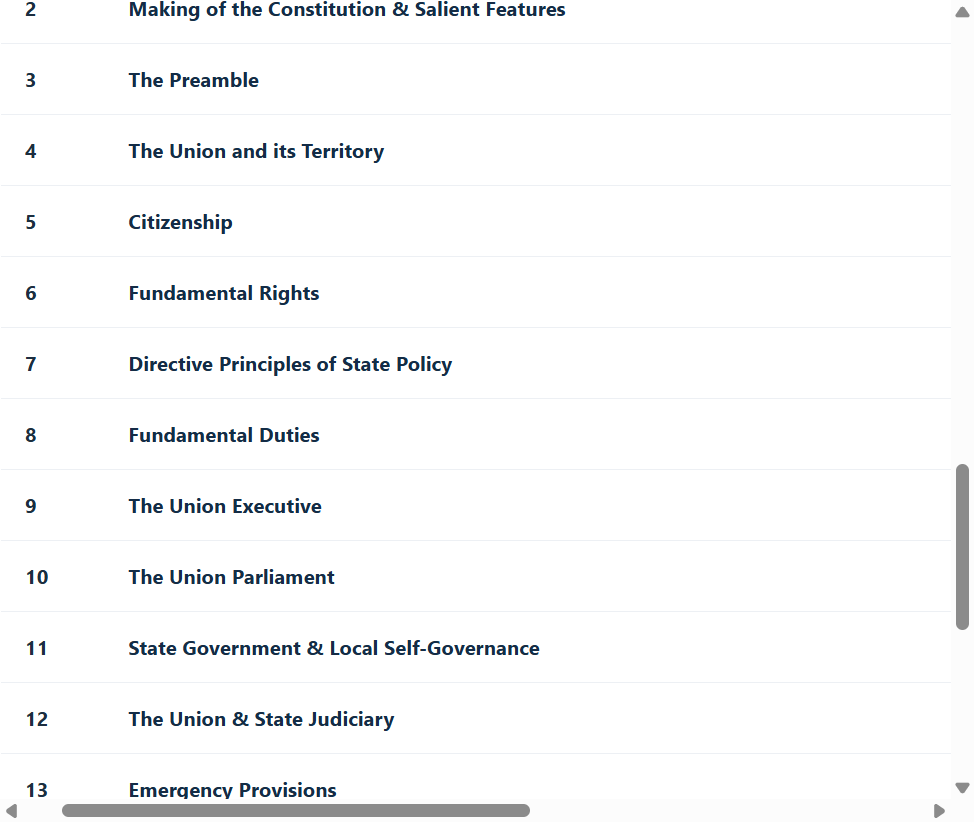 2 Making of the Constitution & Salient Features
3 The Preamble
4 The Union and its Territory
5 Citizenship
6 Fundamental Rights
7 Directive Principles of State Policy
8 Fundamental Duties
9 The Union Executive
10 The Union Parliament
11 State Government & Local Self-Governance
12 The Union & State Judiciary
13 Emergency Provisions